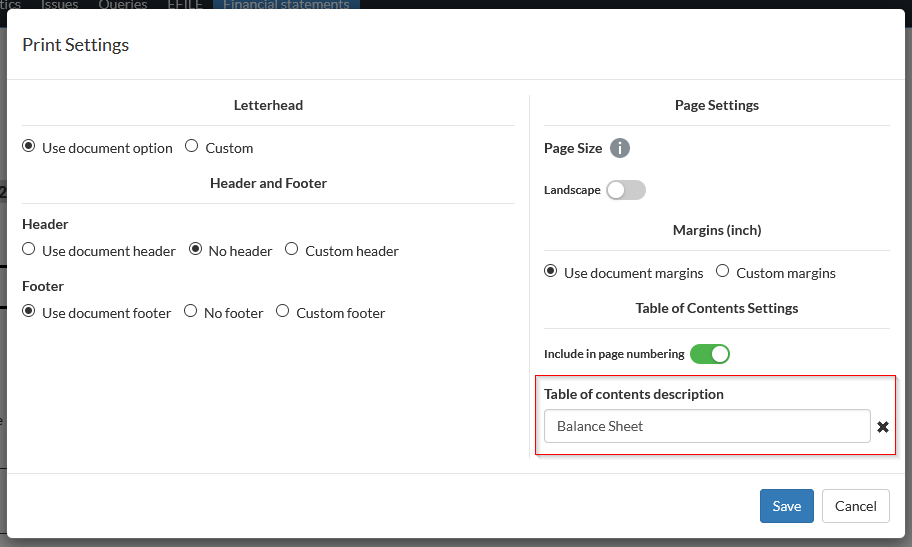 tics Issues Queries EFILE Financial statements
Print Settings
Letterhead
Use document option Custom
Header and Footer
Header
Use document header No header Custom header
Footer
Use document footer No footer Custom footer
Page Settings
Page Size i
Landscape
Margins (inch)
Use document margins Custom margins
Table of Contents Settings
Include in page numbering
Table of contents description
Balance Sheet
Save Cancel